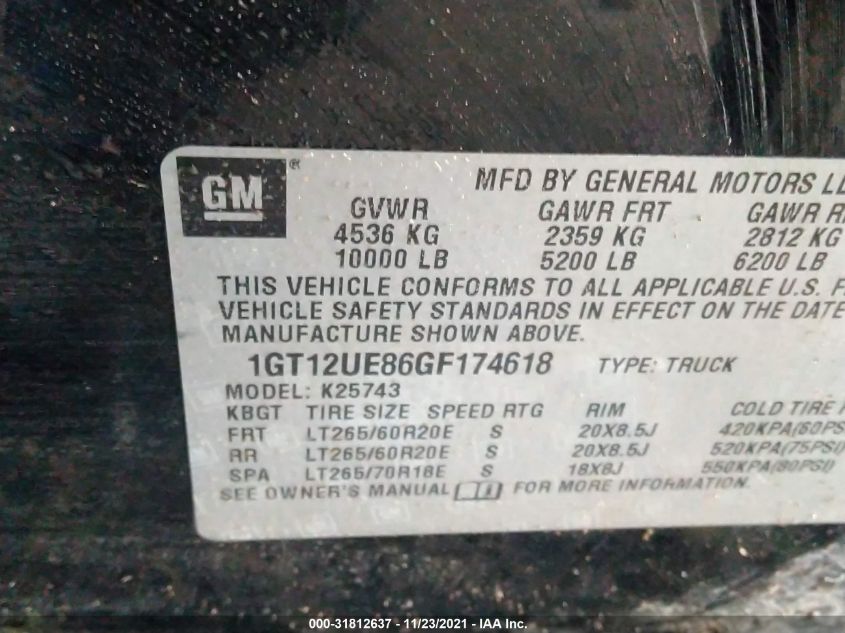 GM®
MFD BY GENERAL MOTORS LL
GVWR GAWR FRT GAWR R
4536 KG 2359 KG 2812 KG
10000 LB 5200 LB 6200 LB
THIS VEHICLE CONFORMS TO ALL APPLICABLE U.S. F
VEHICLE SAFETY STANDARDS IN EFFECT ON THE DATE
MANUFACTURE SHOWN ABOVE.
1GT12UE86GF174618 TYPE: TRUCK
MODEL: K25743
KBGT TIRE SIZE SPEED RTG RIM COLD TIRE
FRT LT265/60R20E S 20X8.5J 420KPA(60PSI)
RR LT265/60R20E S 20X8.5J 520KPA(75PSI)
SPA LT265/70R18E S 18X8J 550KPA(80PSI)
SEE OWNER'S MANUAL FOR MORE INFORMATION.
000-31812637 - 11/23/2021 - IAA Inc.